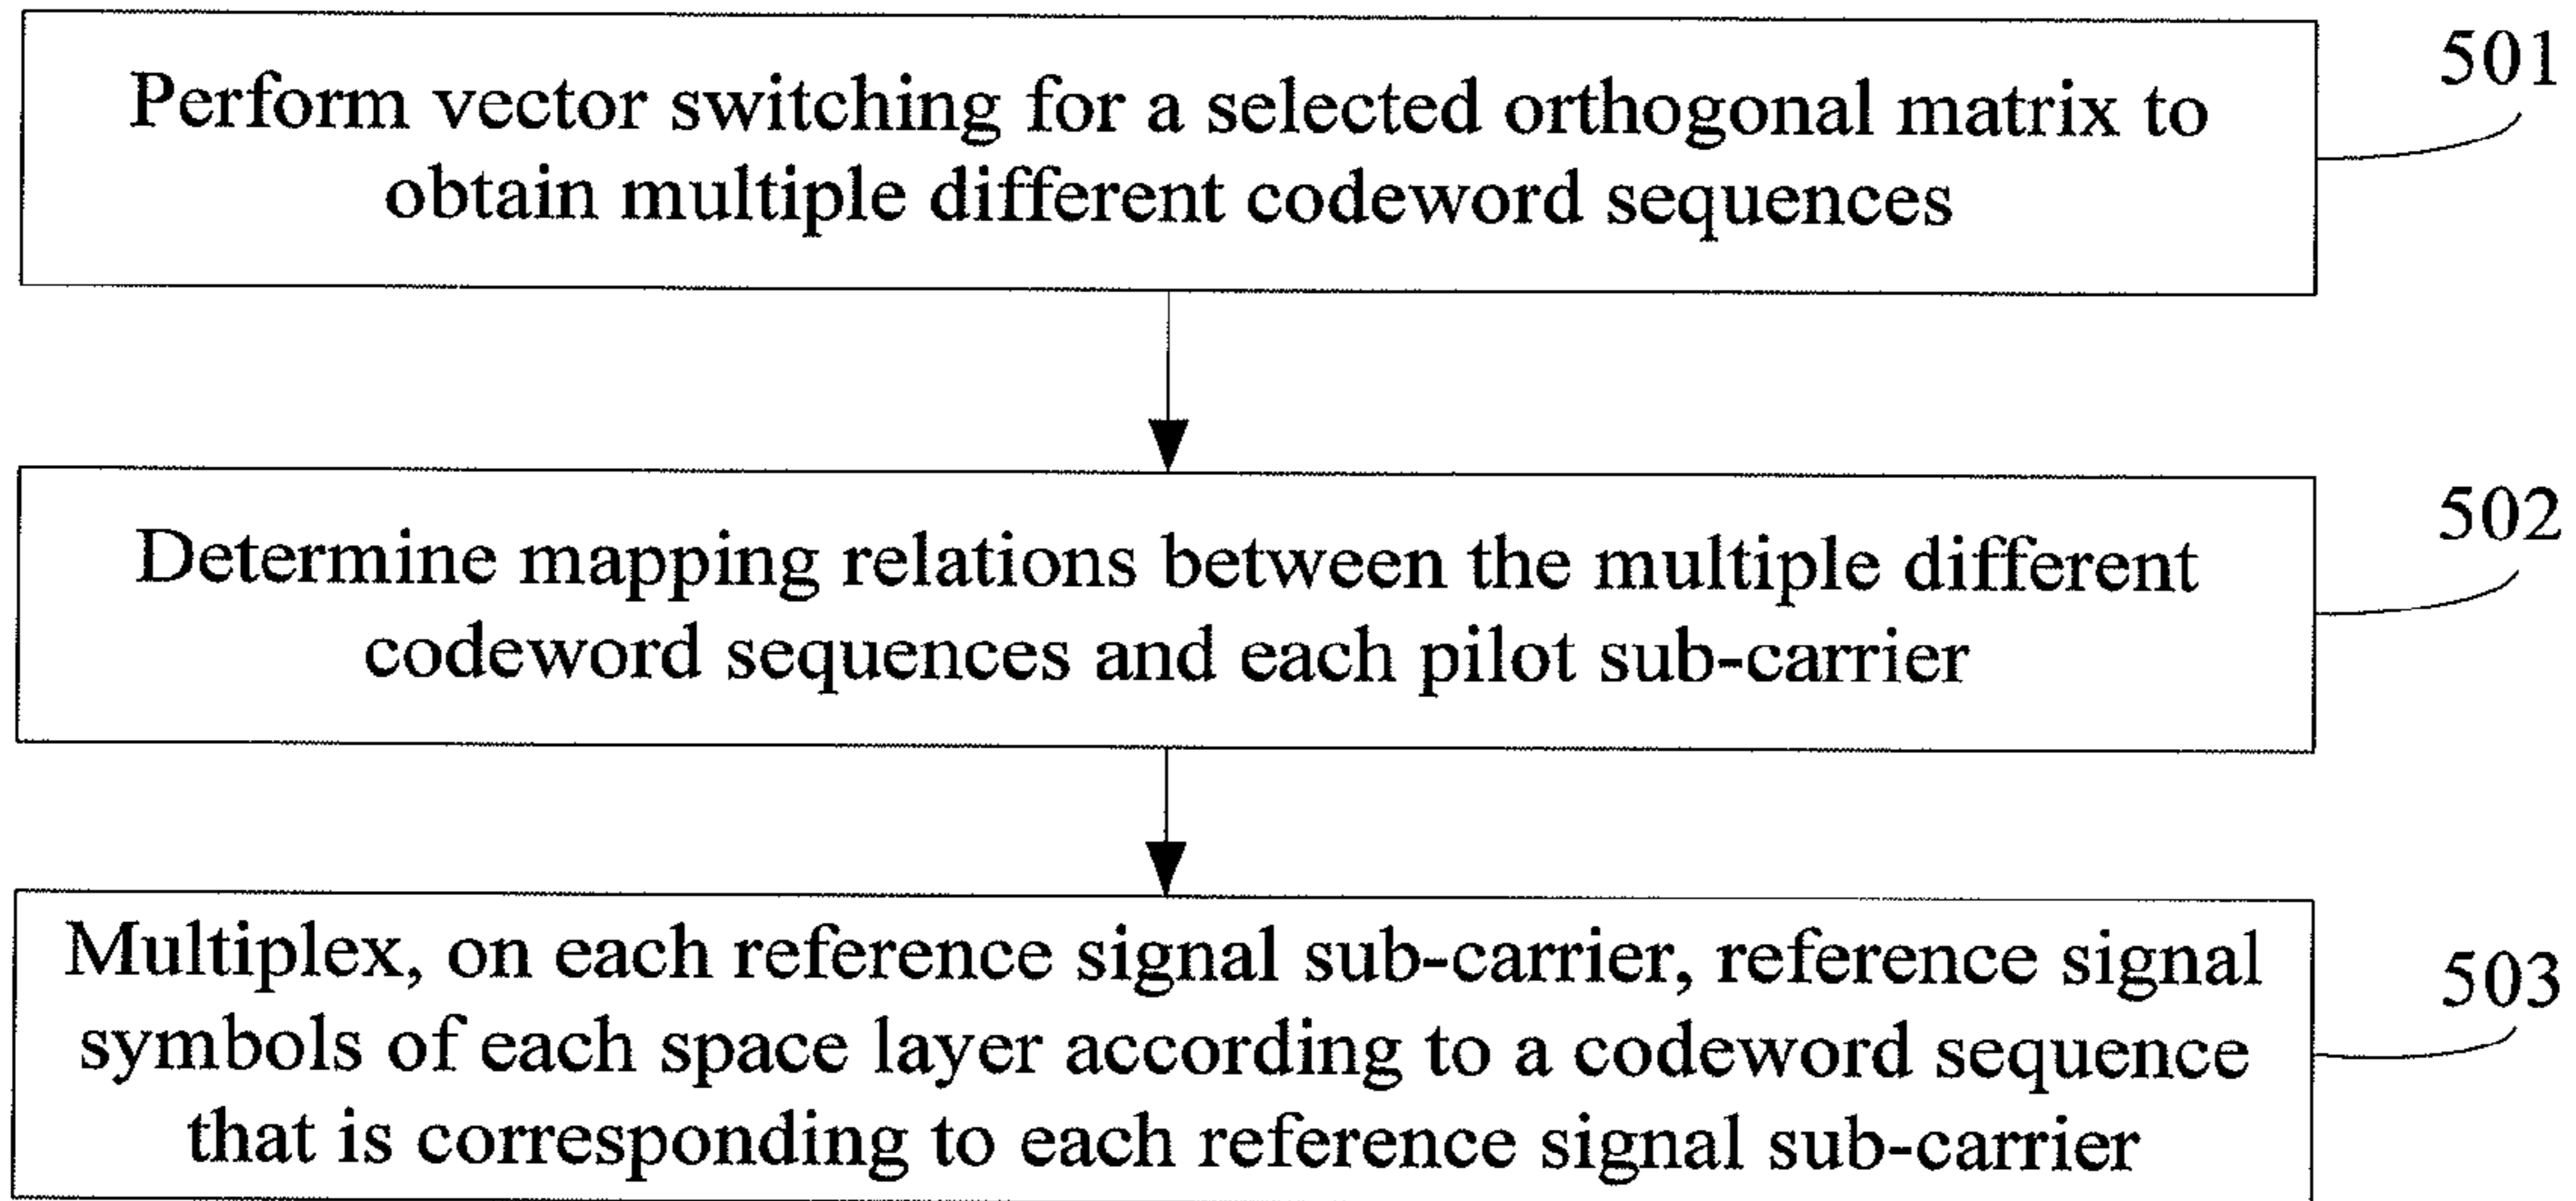 Perform vector switching for a selected orthogonal matrix to
obtain multiple different codeword sequences
501
Determine mapping relations between the multiple different
codeword sequences and each pilot sub-carrier
502
Multiplex, on each reference signal sub-carrier, reference signal
symbols of each space layer according to a codeword sequence
that is corresponding to each reference signal sub-carrier
503